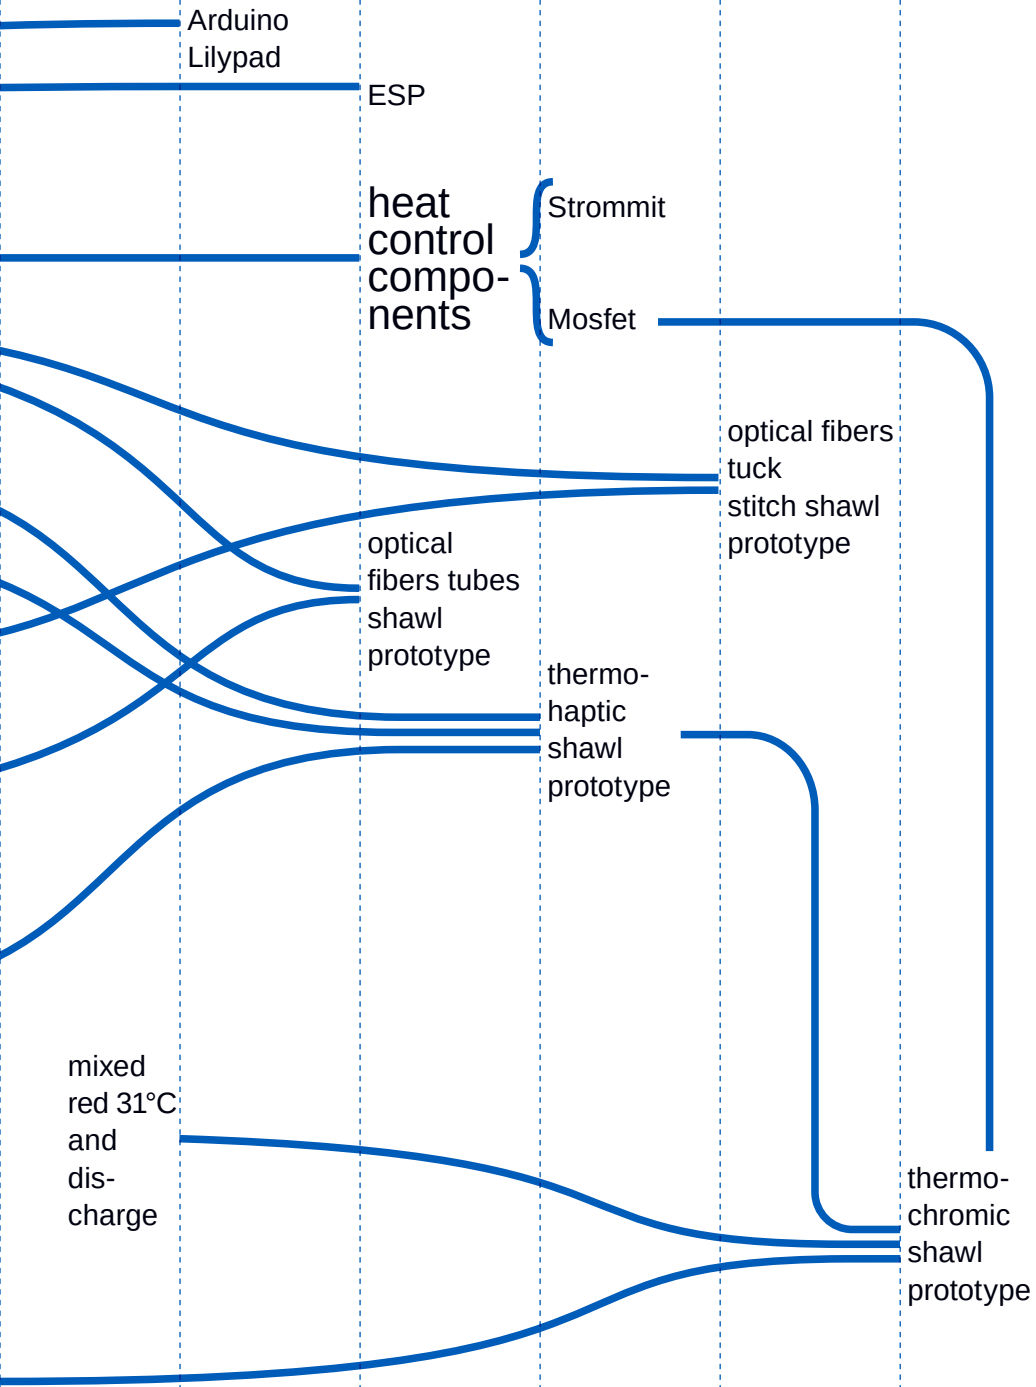 Arduino
Lilypad
ESP
heat
control
compo-
nents
Strommit
Mosfet
optical fibers
tuck
stitch shawl
prototype
optical
fibers tubes
shawl
prototype
thermo-
haptic
shawl
prototype
mixed
red 31°C
and
dis-
charge
thermo-
chromic
shawl
prototype